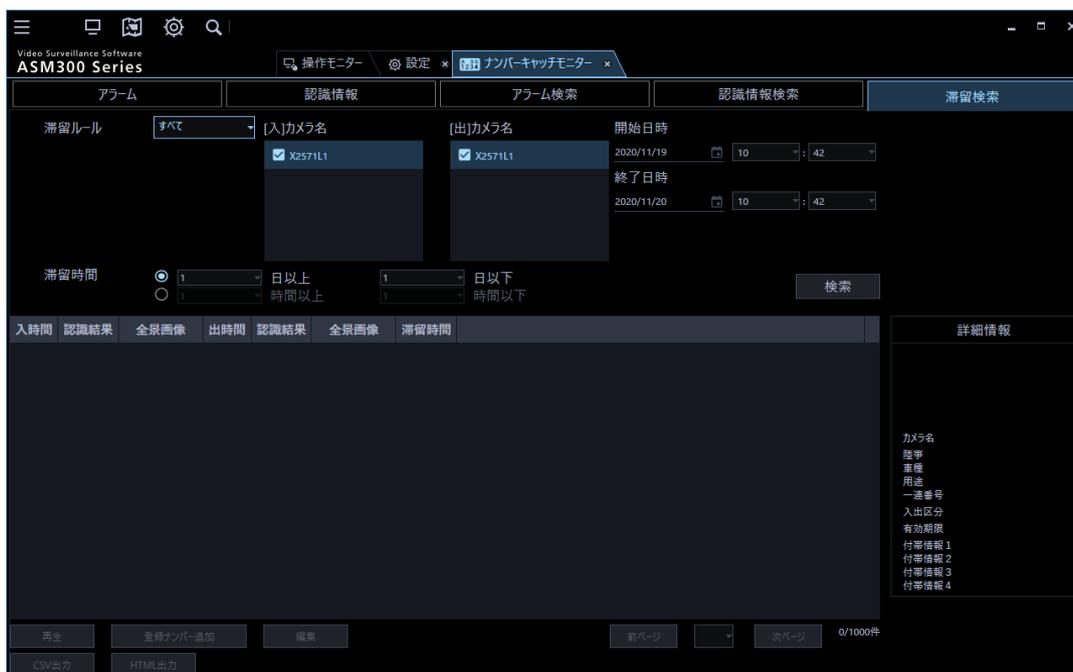 Video Surveillance Software
ASM300 Series
操作モニター 設定 × ナンバーキャッチモニター ×
アラーム 認識情報 アラーム検索 認識情報検索 滞留検索
滞留ルール すべて [入]カメラ名 [出]カメラ名 開始日時
X2571L1 X2571L1 2020/11/19 10 : 42
終了日時
2020/11/20 10 : 42
滞留時間 1 日以上 1 日以下
1 時間以上 1 時間以下
検索
入時間 認識結果 全景画像 出時間 認識結果 全景画像 滞留時間 詳細情報
カメラ名
陸事
車種
用途
一連番号
入出区分
有効期限
付帯情報1
付帯情報2
付帯情報3
付帯情報4
再生 登録ナンバー追加 編集 前ページ 次ページ 0/1000件
CSV出力 HTML出力